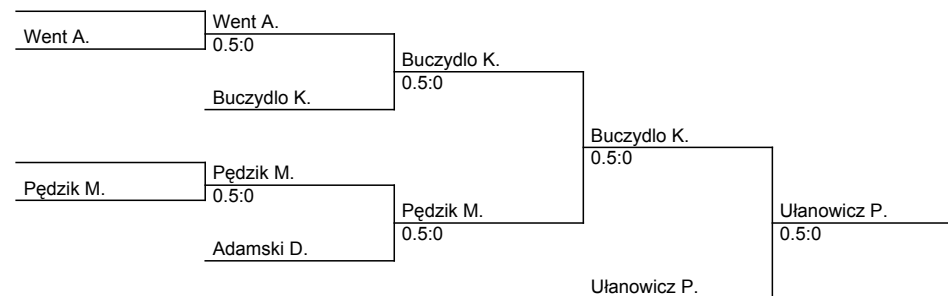 Went A.
Went A.
0.5:0
Buczydlo K.
Buczydlo K.
0.5:0
Pędzik M.
Pędzik M.
0.5:0
Adamski D.
Pędzik M.
0.5:0
Buczydlo K.
0.5:0
Ułanowicz P.
Ułanowicz P.
0.5:0